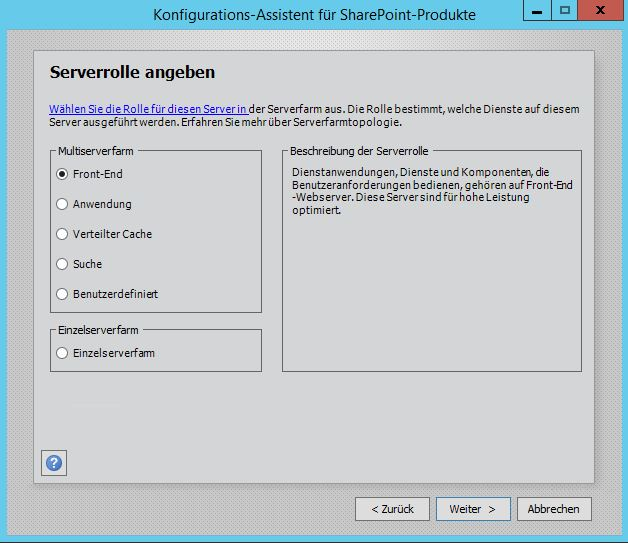 Konfigurations-Assistent für SharePoint-Produkte
Serverrolle angeben
Wählen Sie die Rolle für diesen Server in der Serverfarm aus. Die Rolle bestimmt, welche Dienste auf diesem
Server ausgeführt werden. Erfahren Sie mehr über Serverfarmtopologie.
Multiserverfarm
Front-End
Anwendung
Verteilter Cache
Suche
Benutzerdefiniert
Einzelserverfarm
Einzelserverfam
Beschreibung der Serverrolle
Dienstanwendungen, Dienste und Komponenten, die
Benutzeranforderungen bedienen, gehören auf Front-End
-Webserver. Diese Server sind für hohe Leistung
optimiert.
?
< Zurück
Weiter >
Abbrechen